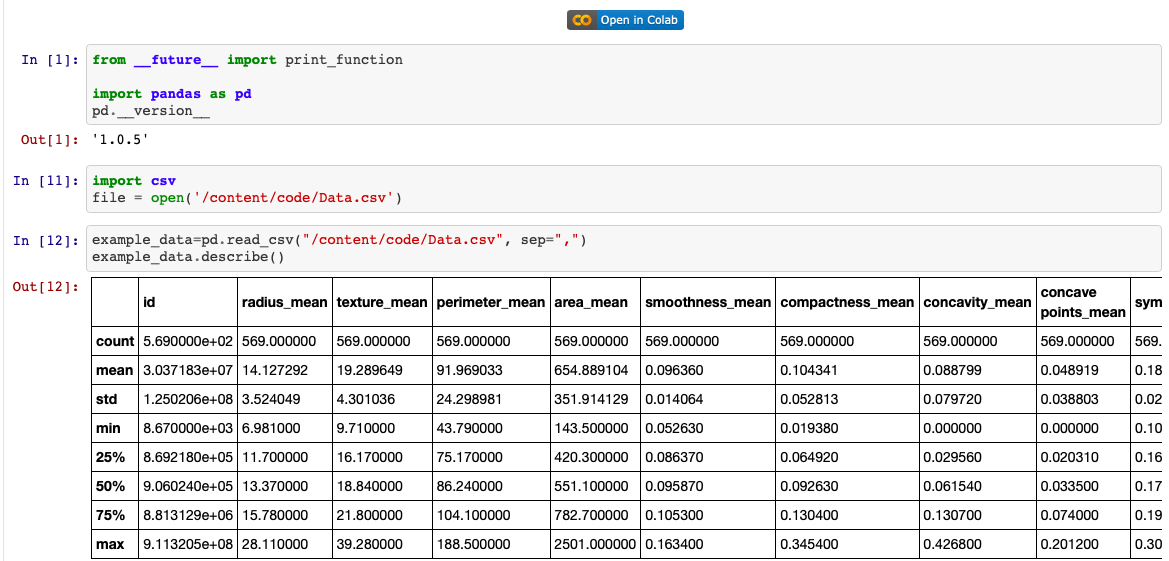 Open in Colab
In [1]: from __future__ import print_function
import pandas as pd
pd.__version__
Out[1]: '1.0.5'
In [11]: import csv
file = open('/content/code/Data.csv')
In [12]: example_data=pd.read_csv("/content/code/Data.csv", sep=",")
example_data.describe()
Out[12]:
id radius_mean texture_mean perimeter_mean area_mean smoothness_mean compactness_mean concavity_mean concave points_mean sym
count 5.690000e+02 569.000000 569.000000 569.000000 569.000000 569.000000 569.000000 569.000000 569.000000 569.
mean 3.037183e+07 14.127292 19.289649 91.969033 654.889104 0.096360 0.104341 0.088799 0.048919 0.18
std 1.250206e+08 3.524049 4.301036 24.298981 351.914129 0.014064 0.052813 0.079720 0.038803 0.02
min 8.670000e+03 6.981000 9.710000 43.790000 143.500000 0.052630 0.019380 0.000000 0.000000 0.10
25% 8.692180e+05 11.700000 16.170000 75.170000 420.300000 0.086370 0.064920 0.029560 0.020310 0.16
50% 9.060240e+05 13.370000 18.840000 86.240000 551.100000 0.095870 0.092630 0.061540 0.033500 0.17
75% 8.813129e+06 15.780000 21.800000 104.100000 782.700000 0.105300 0.130400 0.130700 0.074000 0.19
max 9.113205e+08 28.110000 39.280000 188.500000 2501.000000 0.163400 0.345400 0.426800 0.201200 0.30